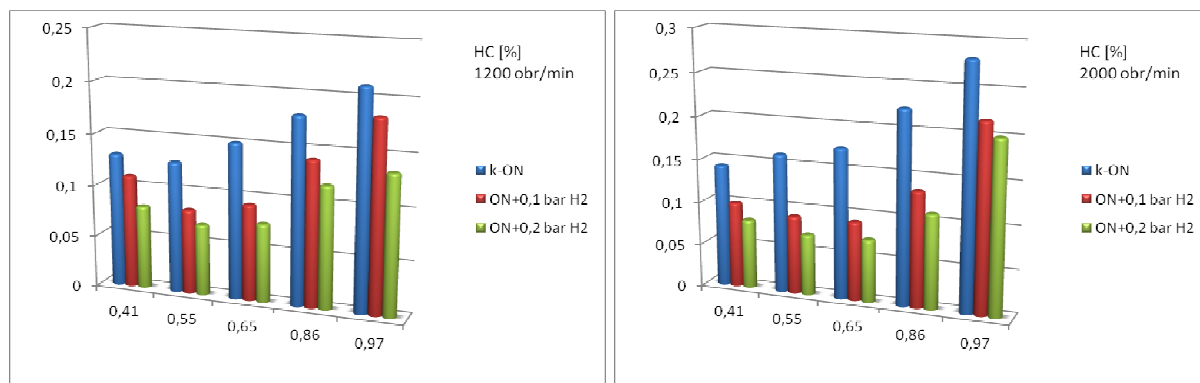 0,25
0,2
0,15
0,1
0,05
0
0,41
0,55
0,65
0,86
0,97
HC [%]
1200 obr/min
k-ON
ON+0,1 bar H2
ON+0,2 bar H2
0,3
0,25
0,2
0,15
0,1
0,05
0
0,41
0,55
0,65
0,86
0,97
HC [%]
2000 obr/min
k-ON
ON+0,1 bar H2
ON+0,2 bar H2